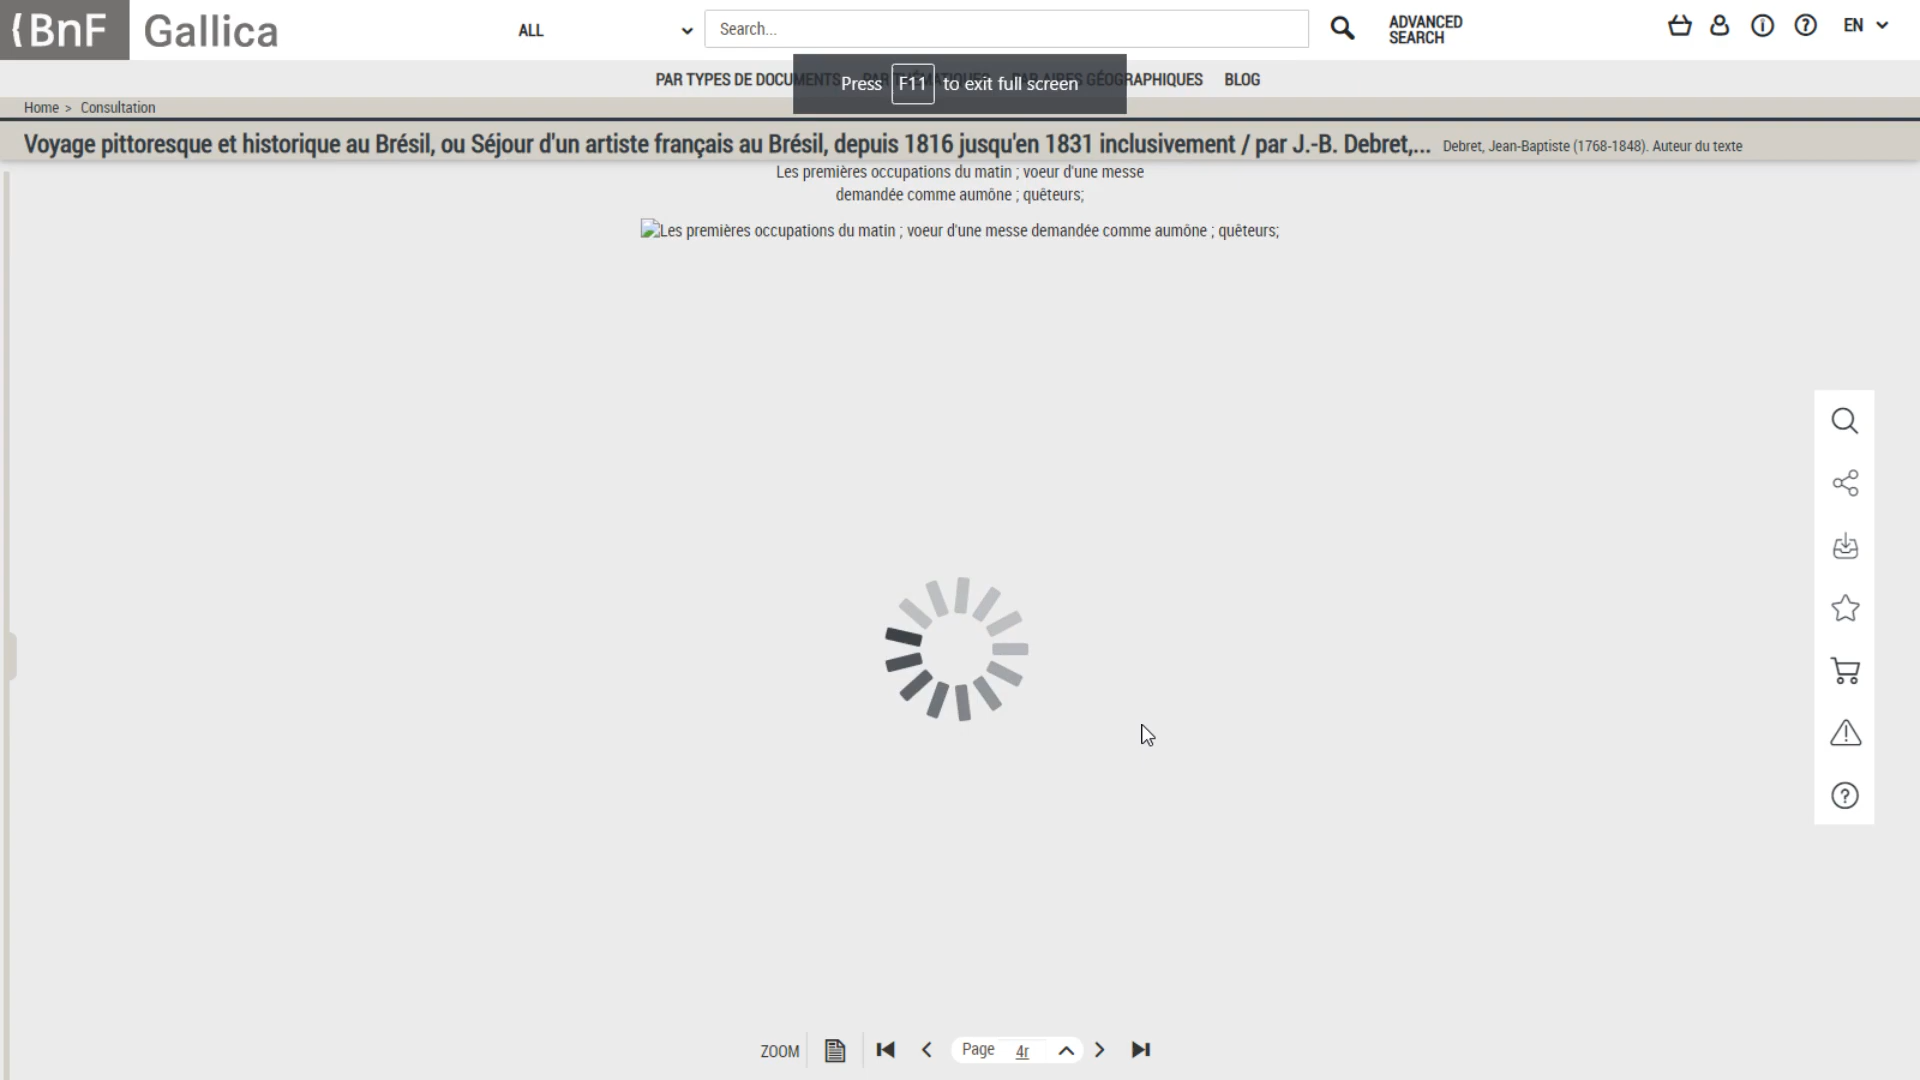 BnF Gallica
ALL
Search...
ADVANCED
SEARCH
EN
PAR TYPES DE DOCUMENTS
GÉOGRAPHIQUES
BLOG
Press F11 to exit full screen
Home > Consultation
Voyage pittoresque et historique au Brésil, ou Séjour d'un artiste français au Brésil, depuis 1816 jusqu'en 1831 inclusivement / par J.-B. Debret,... Debret, Jean-Baptiste (1768-1848). Auteur du texte
Les premières occupations du matin ; voeur d'une messe
demandée comme aumône ; quêteurs;
Les premières occupations du matin ; voeur d'une messe demandée comme aumône ; quêteurs;
ZOOM
Page 4r